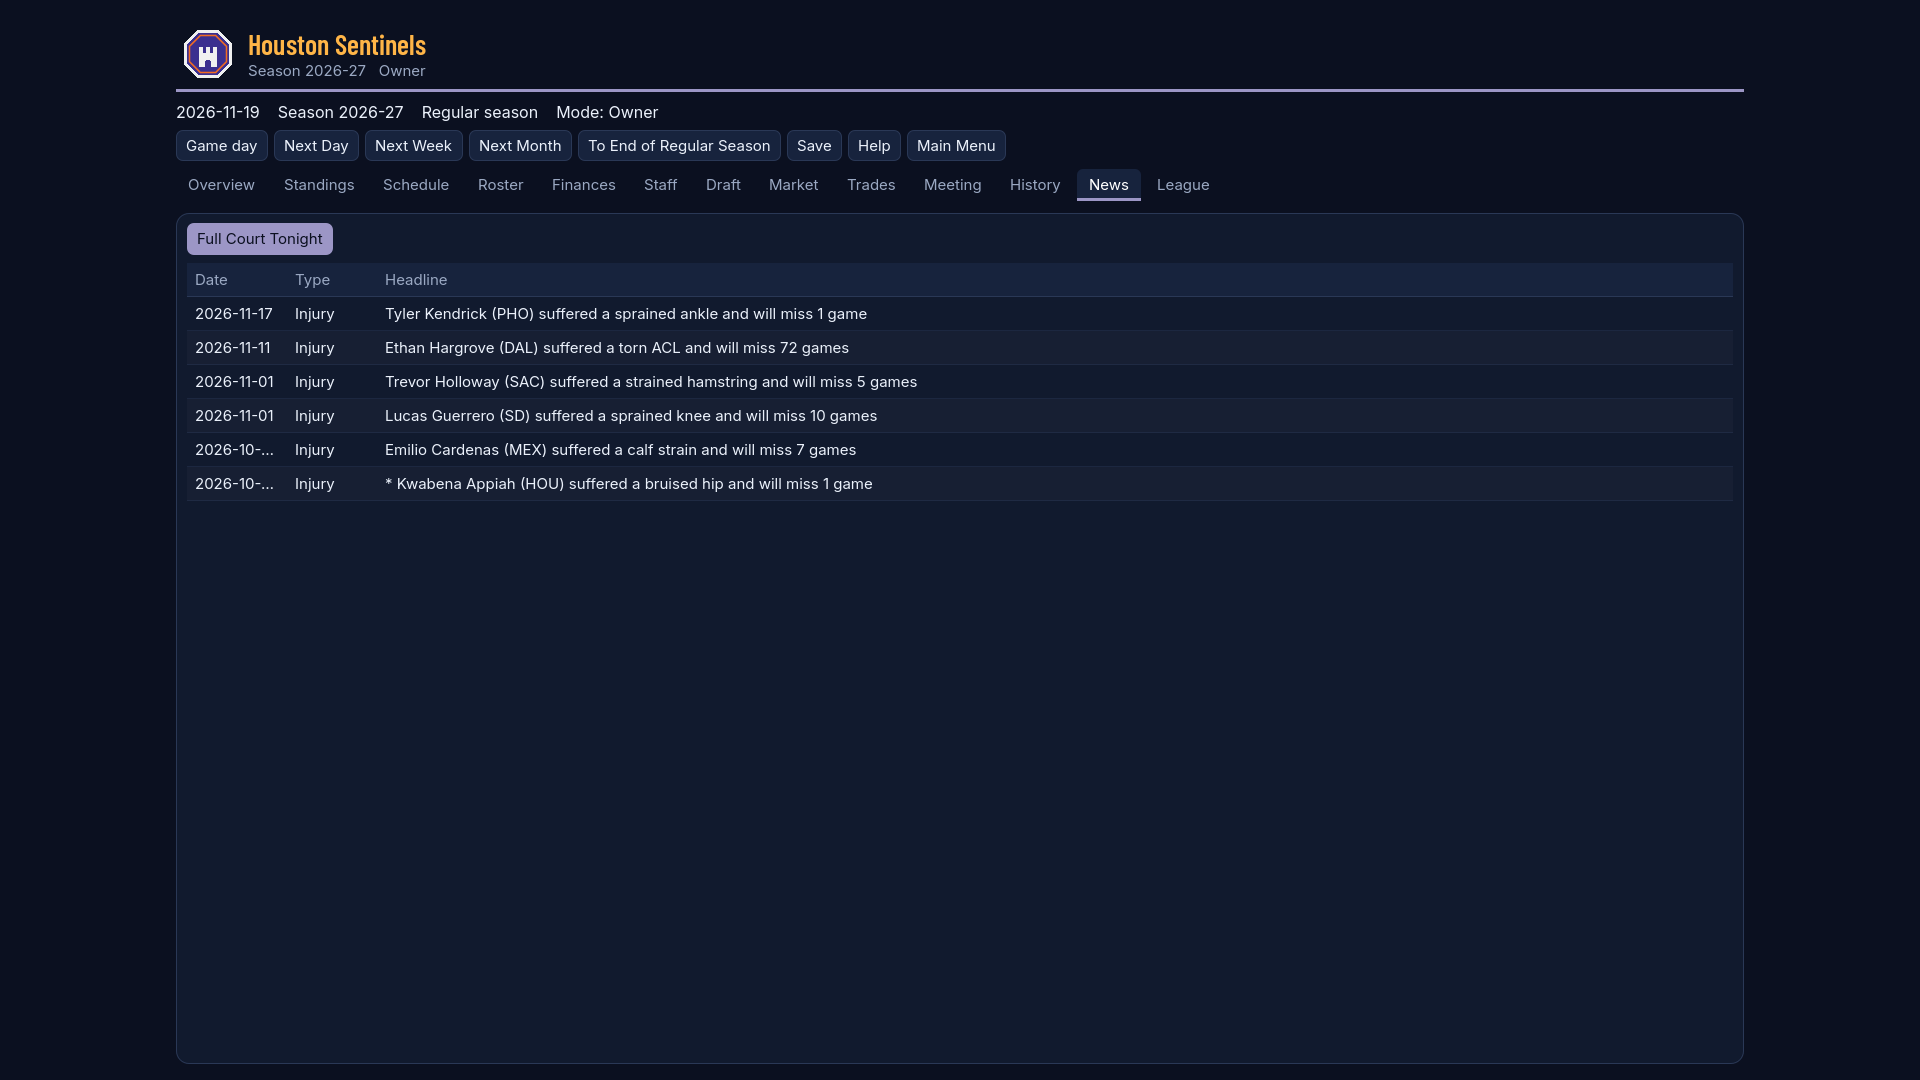 Houston Sentinels
Season 2026-27 Owner
2026-11-19 Season 2026-27 Regular season Mode: Owner
Game day Next Day Next Week Next Month To End of Regular Season Save Help Main Menu
Overview Standings Schedule Roster Finances Staff Draft Market Trades Meeting History News League
Full Court Tonight
Date Type Headline
2026-11-17 Injury Tyler Kendrick (PHO) suffered a sprained ankle and will miss 1 game
2026-11-11 Injury Ethan Hargrove (DAL) suffered a torn ACL and will miss 72 games
2026-11-01 Injury Trevor Holloway (SAC) suffered a strained hamstring and will miss 5 games
2026-11-01 Injury Lucas Guerrero (SD) suffered a sprained knee and will miss 10 games
2026-10-... Injury Emilio Cardenas (MEX) suffered a calf strain and will miss 7 games
2026-10-... Injury * Kwabena Appiah (HOU) suffered a bruised hip and will miss 1 game